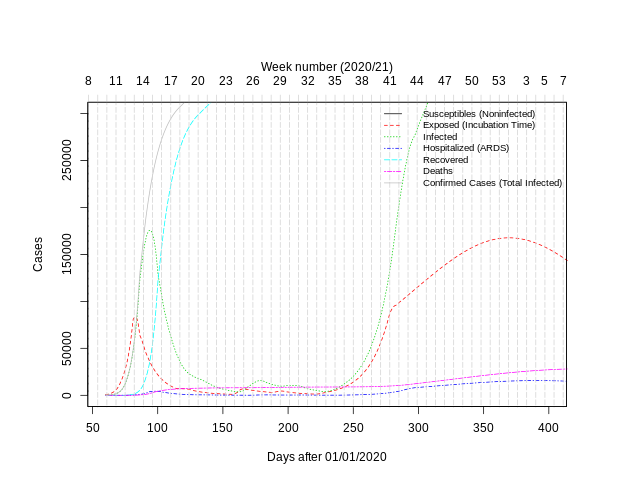 Week number (2020/21)
8 11 14 17 20 23 26 29 32 35 38 41 44 47 50 53 3 5 7
Susceptibles (Noninfected)
Exposed (Incubation Time)
Infected
Hospitalized (ARDS)
Recovered
Deaths
Confirmed Cases (Total Infected)
Cases
250000
150000
50000
0
50 100 150 200 250 300 350 400
Days after 01/01/2020